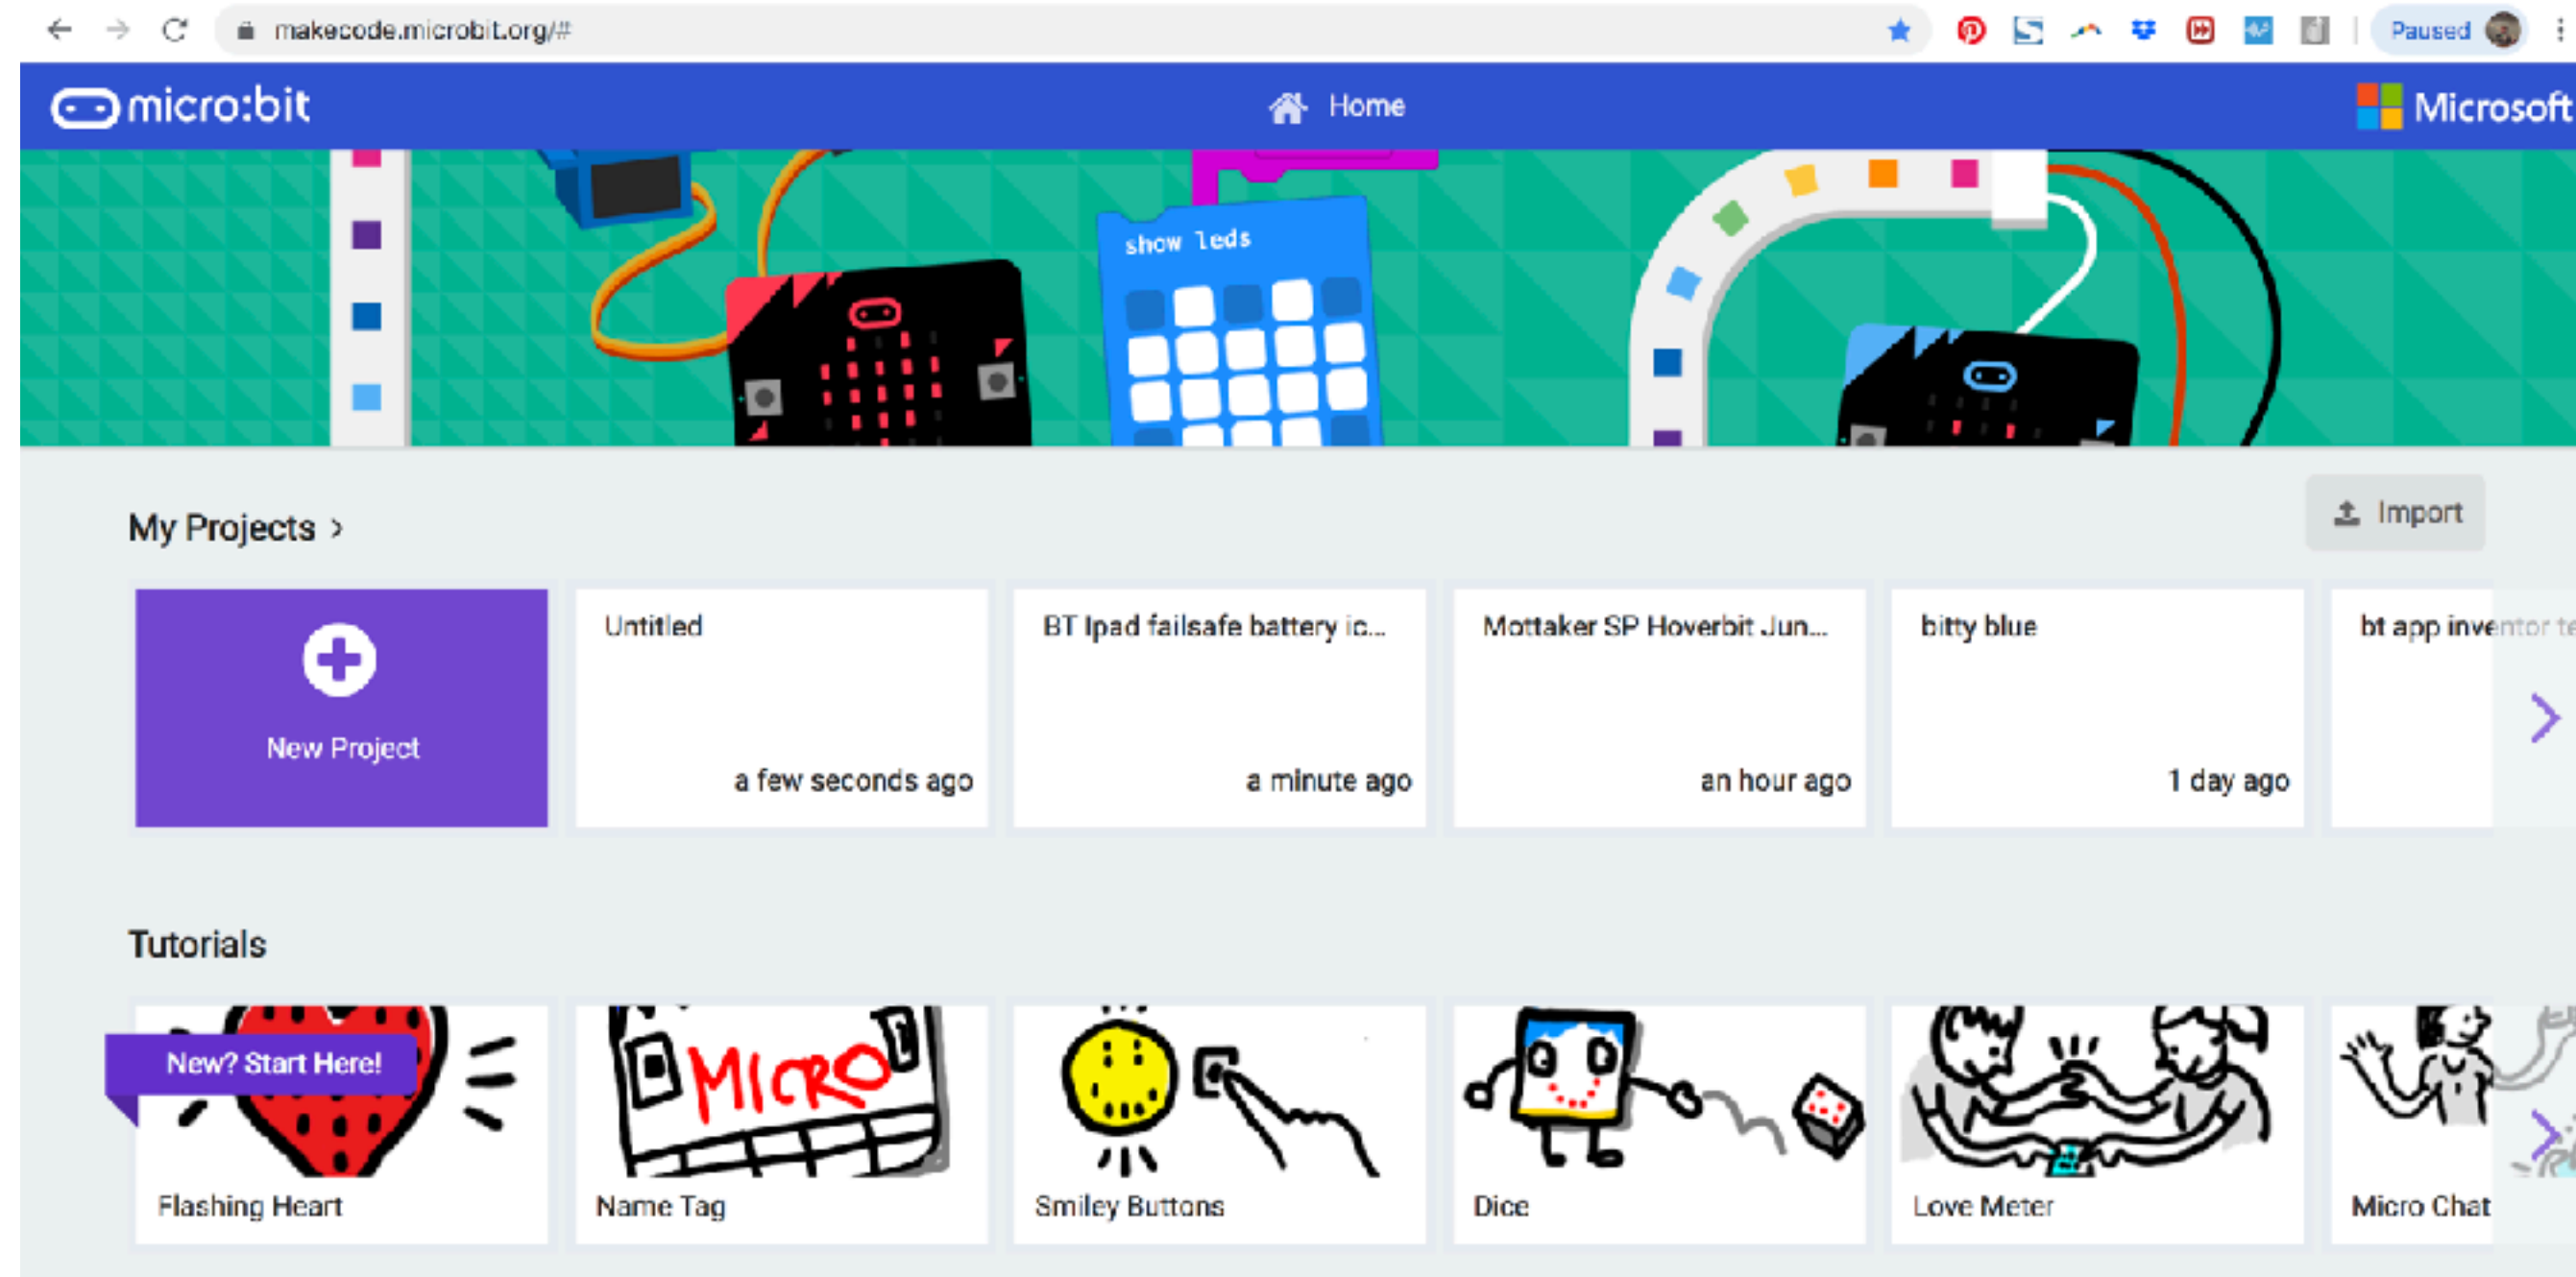 makecode.microbit.org/#
Paused
micro:bit
Home
Microsoft
show leds
My Projects >
Import
New Project
Untitled
a few seconds ago
BT Ipad failsafe battery ic...
a minute ago
Mottaker SP Hoverbit Jun...
an hour ago
bitty blue
1 day ago
bt app inventor te
Tutorials
New? Start Here!
Flashing Heart
MICRO
Name Tag
Smiley Buttons
Dice
Love Meter
Micro Chat